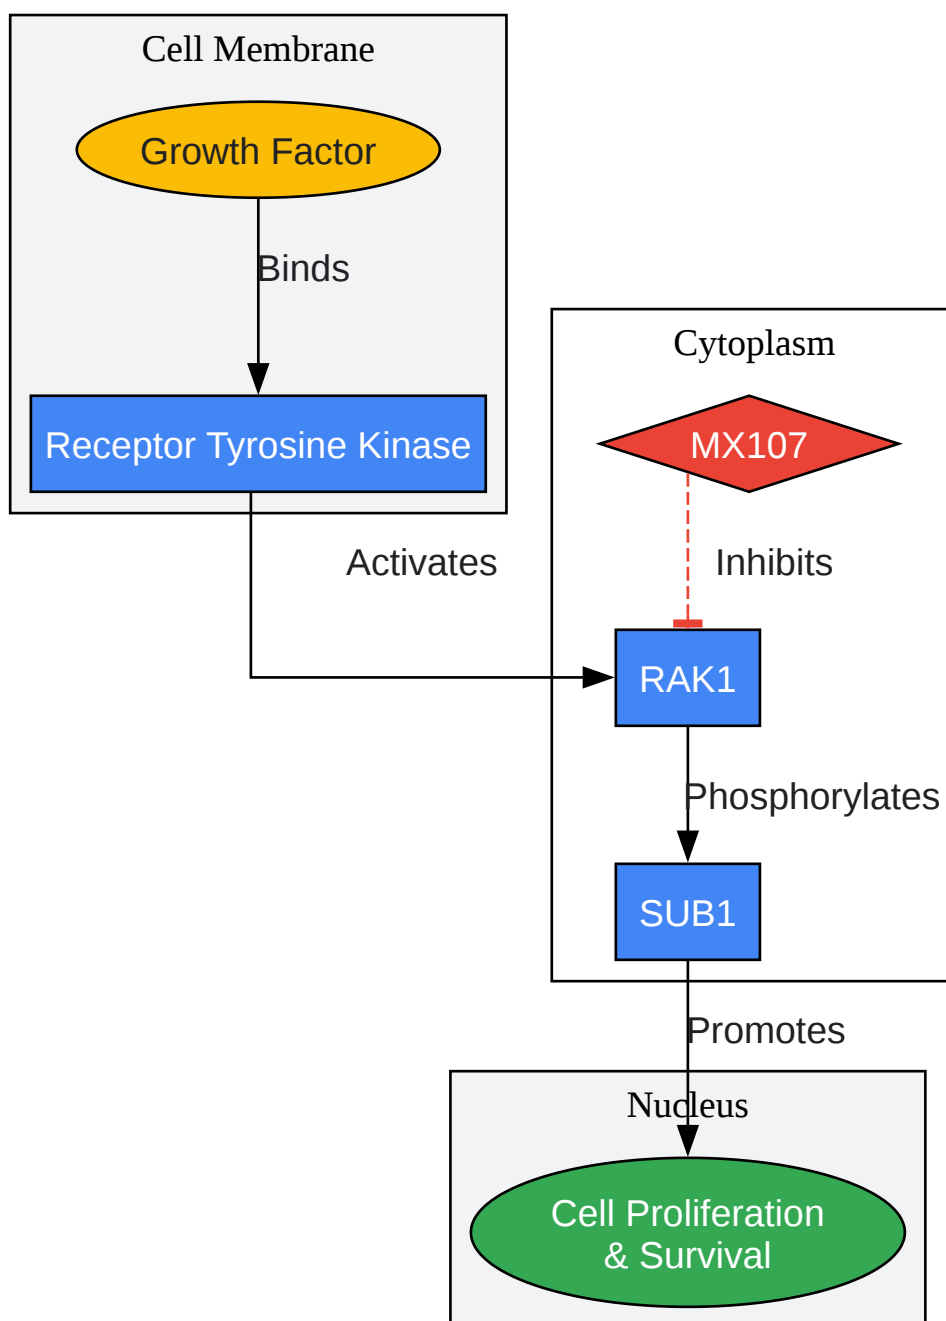 Cell Membrane
Growth Factor
Binds
Receptor Tyrosine Kinase
Activates
Cytoplasm
MX107
Inhibits
RAK1
Phosphorylates
SUB1
Promotes
Nucleus
Cell Proliferation
& Survival